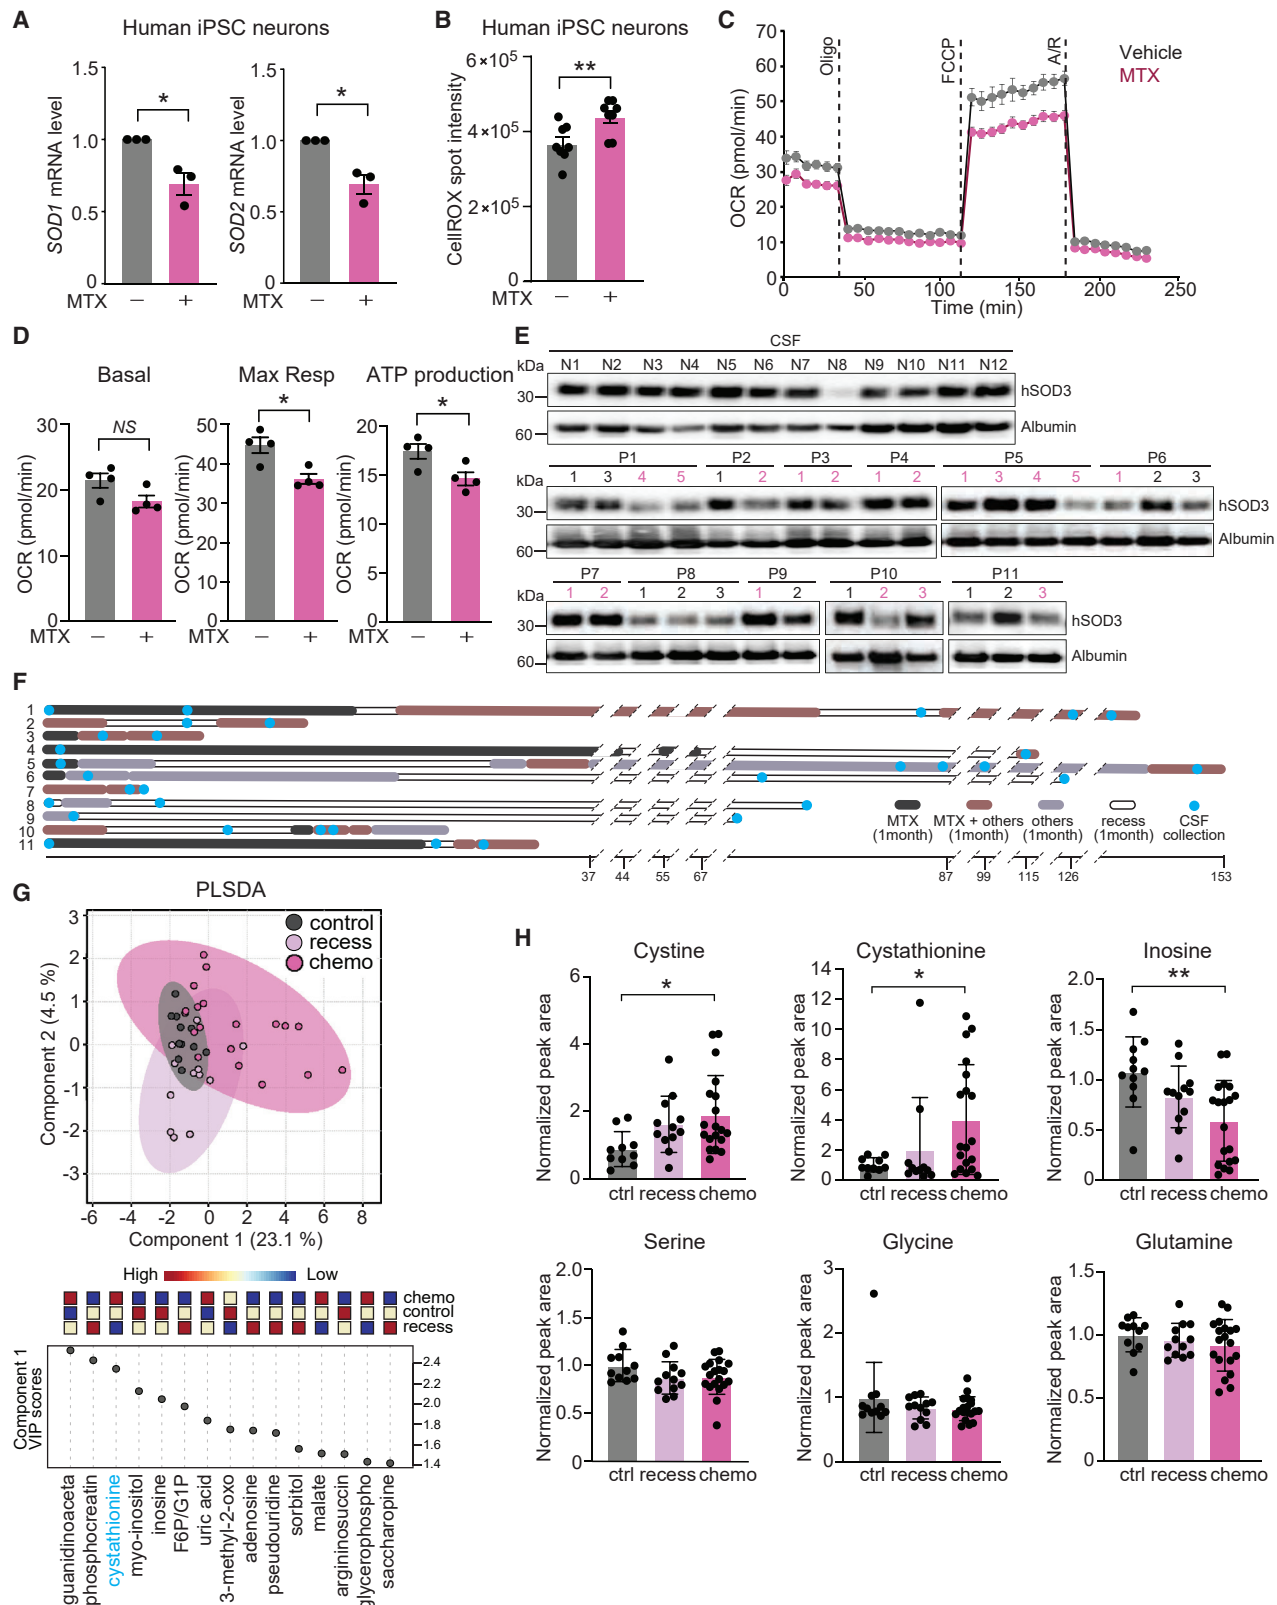 A
Human iPSC neurons
SOD1 mRNA level
1.5
1.0
0.5
0
*
MTX − +
SOD2 mRNA level
1.5
1.0
0.5
0
*
− +
B
Human iPSC neurons
CellROX spot intensity
6×10⁵
4×10⁵
2×10⁵
0
**
MTX − +
C
OCR (pmol/min)
70
60
50
40
30
20
10
0
Oligo
FCCP
A/R
Vehicle
MTX
0 50 100 150 200 250
Time (min)
D
Basal
OCR (pmol/min)
30
20
10
0
NS
MTX − +
Max Resp
OCR (pmol/min)
50
40
30
20
10
0
*
− +
ATP production
OCR (pmol/min)
20
15
10
5
0
*
MTX − +
E
CSF
kDa N1 N2 N3 N4 N5 N6 N7 N8 N9 N10 N11 N12
30 hSOD3
60 Albumin
P1 P2 P3 P4 P5 P6
kDa 1 3 4 5 1 2 1 2 1 2 1 3 4 5 1 2 3
30 hSOD3
60 Albumin
P7 P8 P9 P10 P11
kDa 1 2 1 2 3 1 2 1 2 3 1 2 3
30 hSOD3
60 Albumin
F
1
2
3
4
5
6
7
8
9
10
11
MTX (1month)
MTX + others (1month)
others (1month)
recess (1month)
CSF collection
37 44 55 67 87 99 115 126 153
G
PLSDA
control
recess
chemo
Component 2 (4.5 %)
3
2
1
0
-1
-2
-3
-6 -4 -2 0 2 4 6 8
Component 1 (23.1 %)
High Low
chemo
control
recess
Component 1
VIP scores
2.4
2.2
2.0
1.8
1.6
1.4
guanidinoaceta
phosphocreatin
cystathionine
myo-inositol
inosine
F6P/G1P
uric acid
3-methyl-2-oxo
adenosine
pseudouridine
sorbitol
malate
argininosuccin
glycerophospho
saccharopine
H
Cystine
Normalized peak area
6
4
2
0
*
ctrl recess chemo
Cystathionine
Normalized peak area
14
12
10
8
6
4
2
0
*
ctrl recess chemo
Inosine
Normalized peak area
2.0
1.5
1.0
0.5
0
**
ctrl recess chemo
Serine
Normalized peak area
2.0
1.5
1.0
0.5
0
ctrl recess chemo
Glycine
Normalized peak area
3
2
1
0
ctrl recess chemo
Glutamine
Normalized peak area
1.5
1.0
0.5
0
ctrl recess chemo